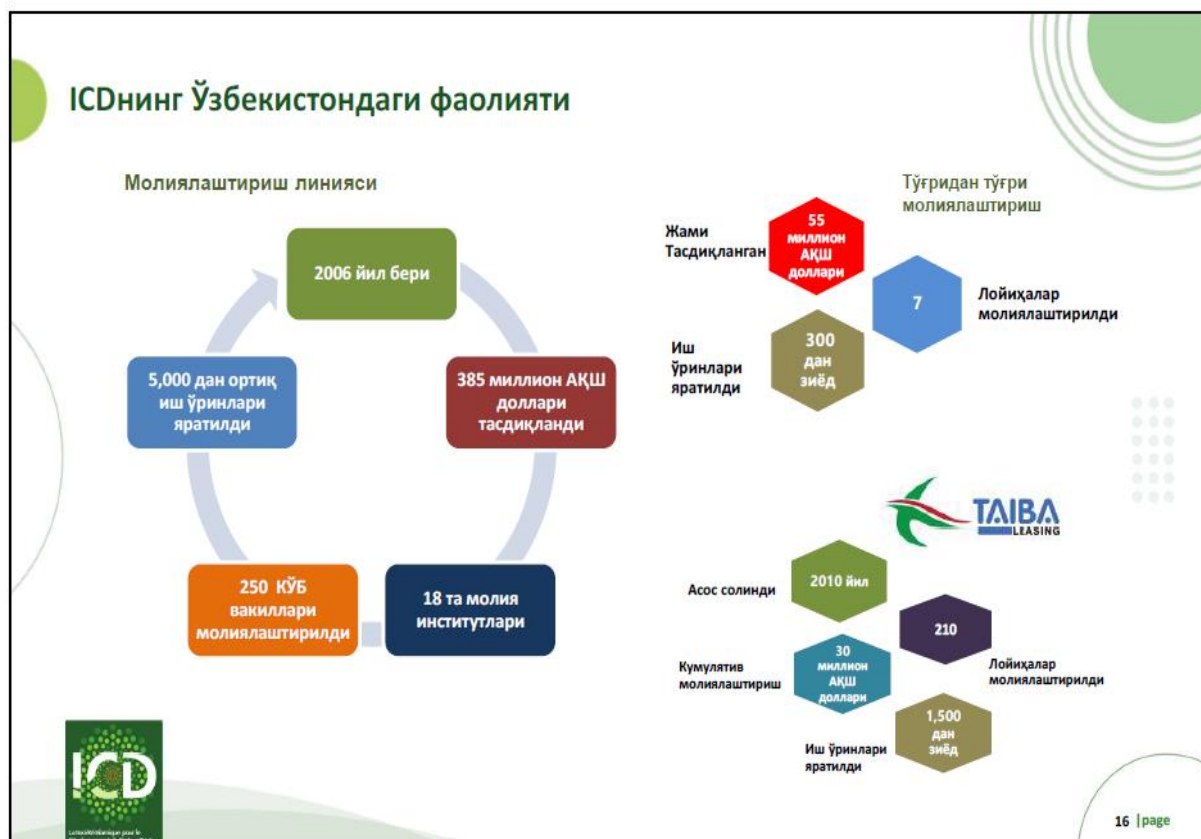 ICDнинг Ўзбекистондаги фаолияти
Молиялаштириш линияси
2006 йил бери
385 миллион АҚШ
доллари
тасдиқланди
18 та молия
институтлари
250 КЎБ
вакиллари
молиялаштирилди
5,000 дан ортиқ
иш ўринлари
яратилди
Тўғридан тўғри
молиялаштириш
Жами
Тасдиқланган
55
миллион
АҚШ
доллари
7
Лойиҳалар
молиялаштирилди
Иш
ўринлари
яратилди
300
дан
зиёд
TAIBA
LEASING
Асос солинди
2010 йил
210
Лойиҳалар
молиялаштирилди
Кумулятив
молиялаштириш
30
миллион
АҚШ
доллари
Иш ўринлари
яратилди
1,500
дан
зиёд
ICD
16 | page